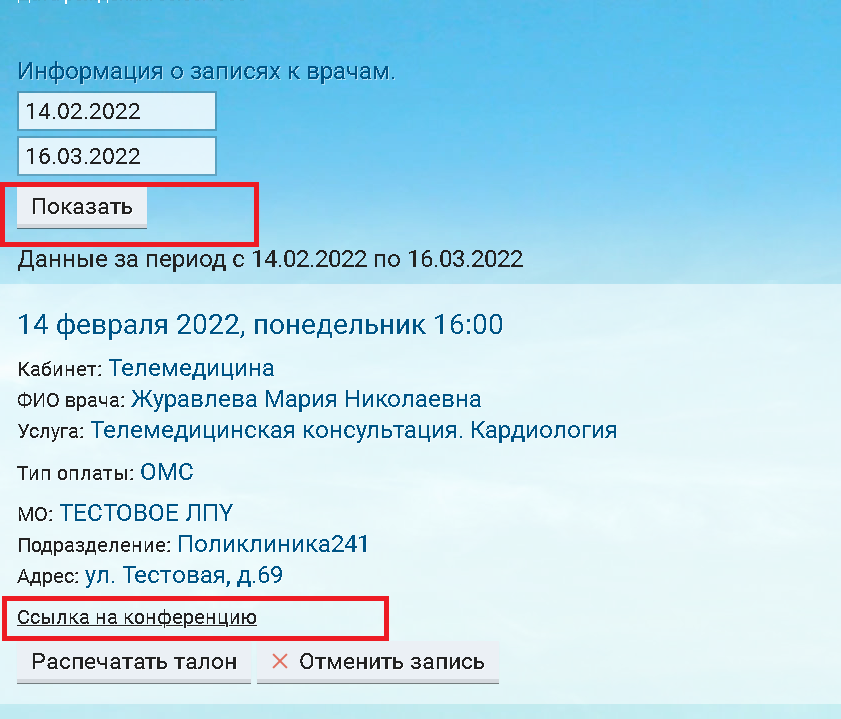 Информация о записях к врачам.
14.02.2022
16.03.2022
Показать
Данные за период с 14.02.2022 по 16.03.2022
14 февраля 2022, понедельник 16:00
Кабинет: Телемедицина
ФИО врача: Журавлева Мария Николаевна
Услуга: Телемедицинская консультация. Кардиология
Тип оплаты: ОМС
МО: ТЕСТОВОЕ ЛПУ
Подразделение: Поликлиника241
Адрес: ул. Тестовая, д.69
Ссылка на конференцию
Распечатать талон
Отменить запись